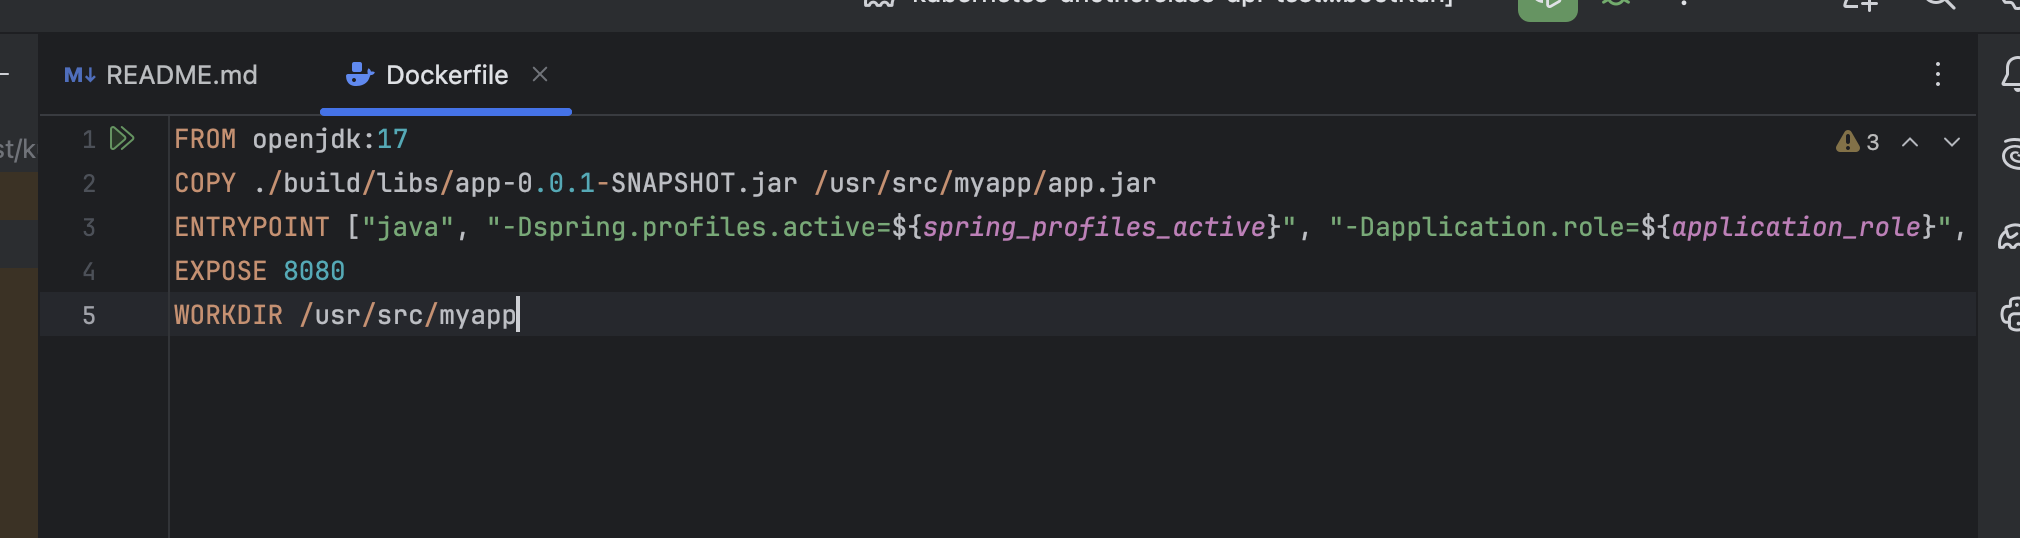 README.md
Dockerfile
st/k
1 FROM openjdk:17
3
2 COPY ./build/libs/app-0.0.1-SNAPSHOT.jar /usr/src/myapp/app.jar
3 ENTRYPOINT ["java", "-Dspring.profiles.active=${spring_profiles_active}", "-Dapplication.role=${application_role}",
4 EXPOSE 8080
5 WORKDIR /usr/src/myapp